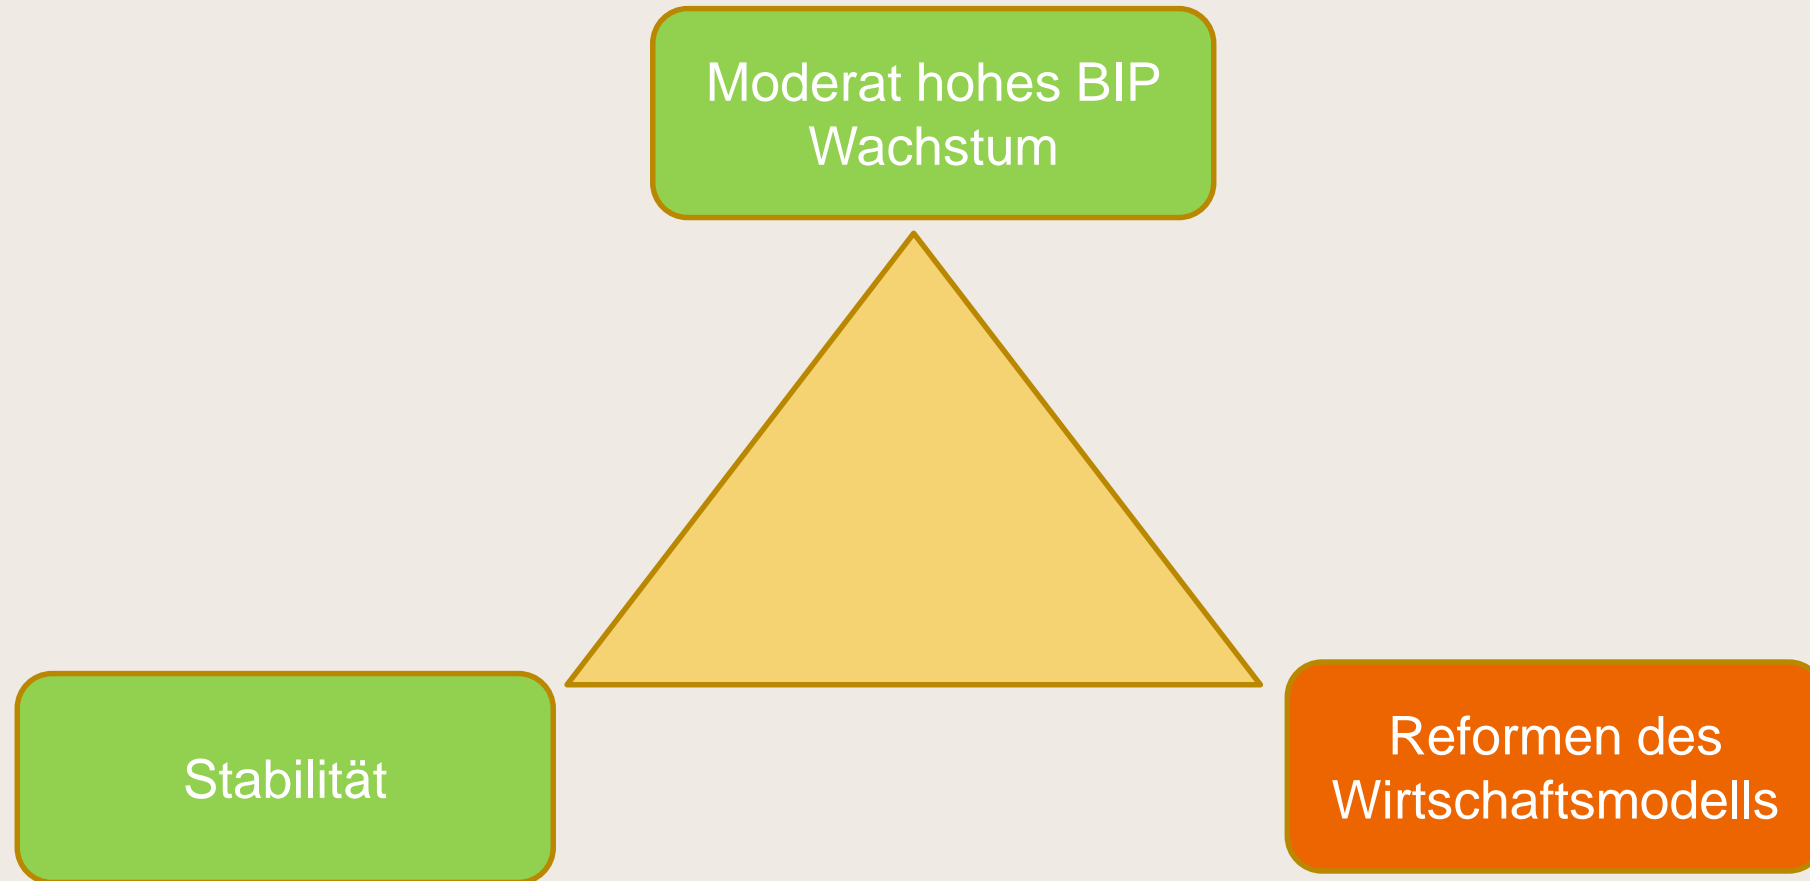 Moderat hohes BIP
Wachstum
Stabilität
Reformen des
Wirtschaftsmodells